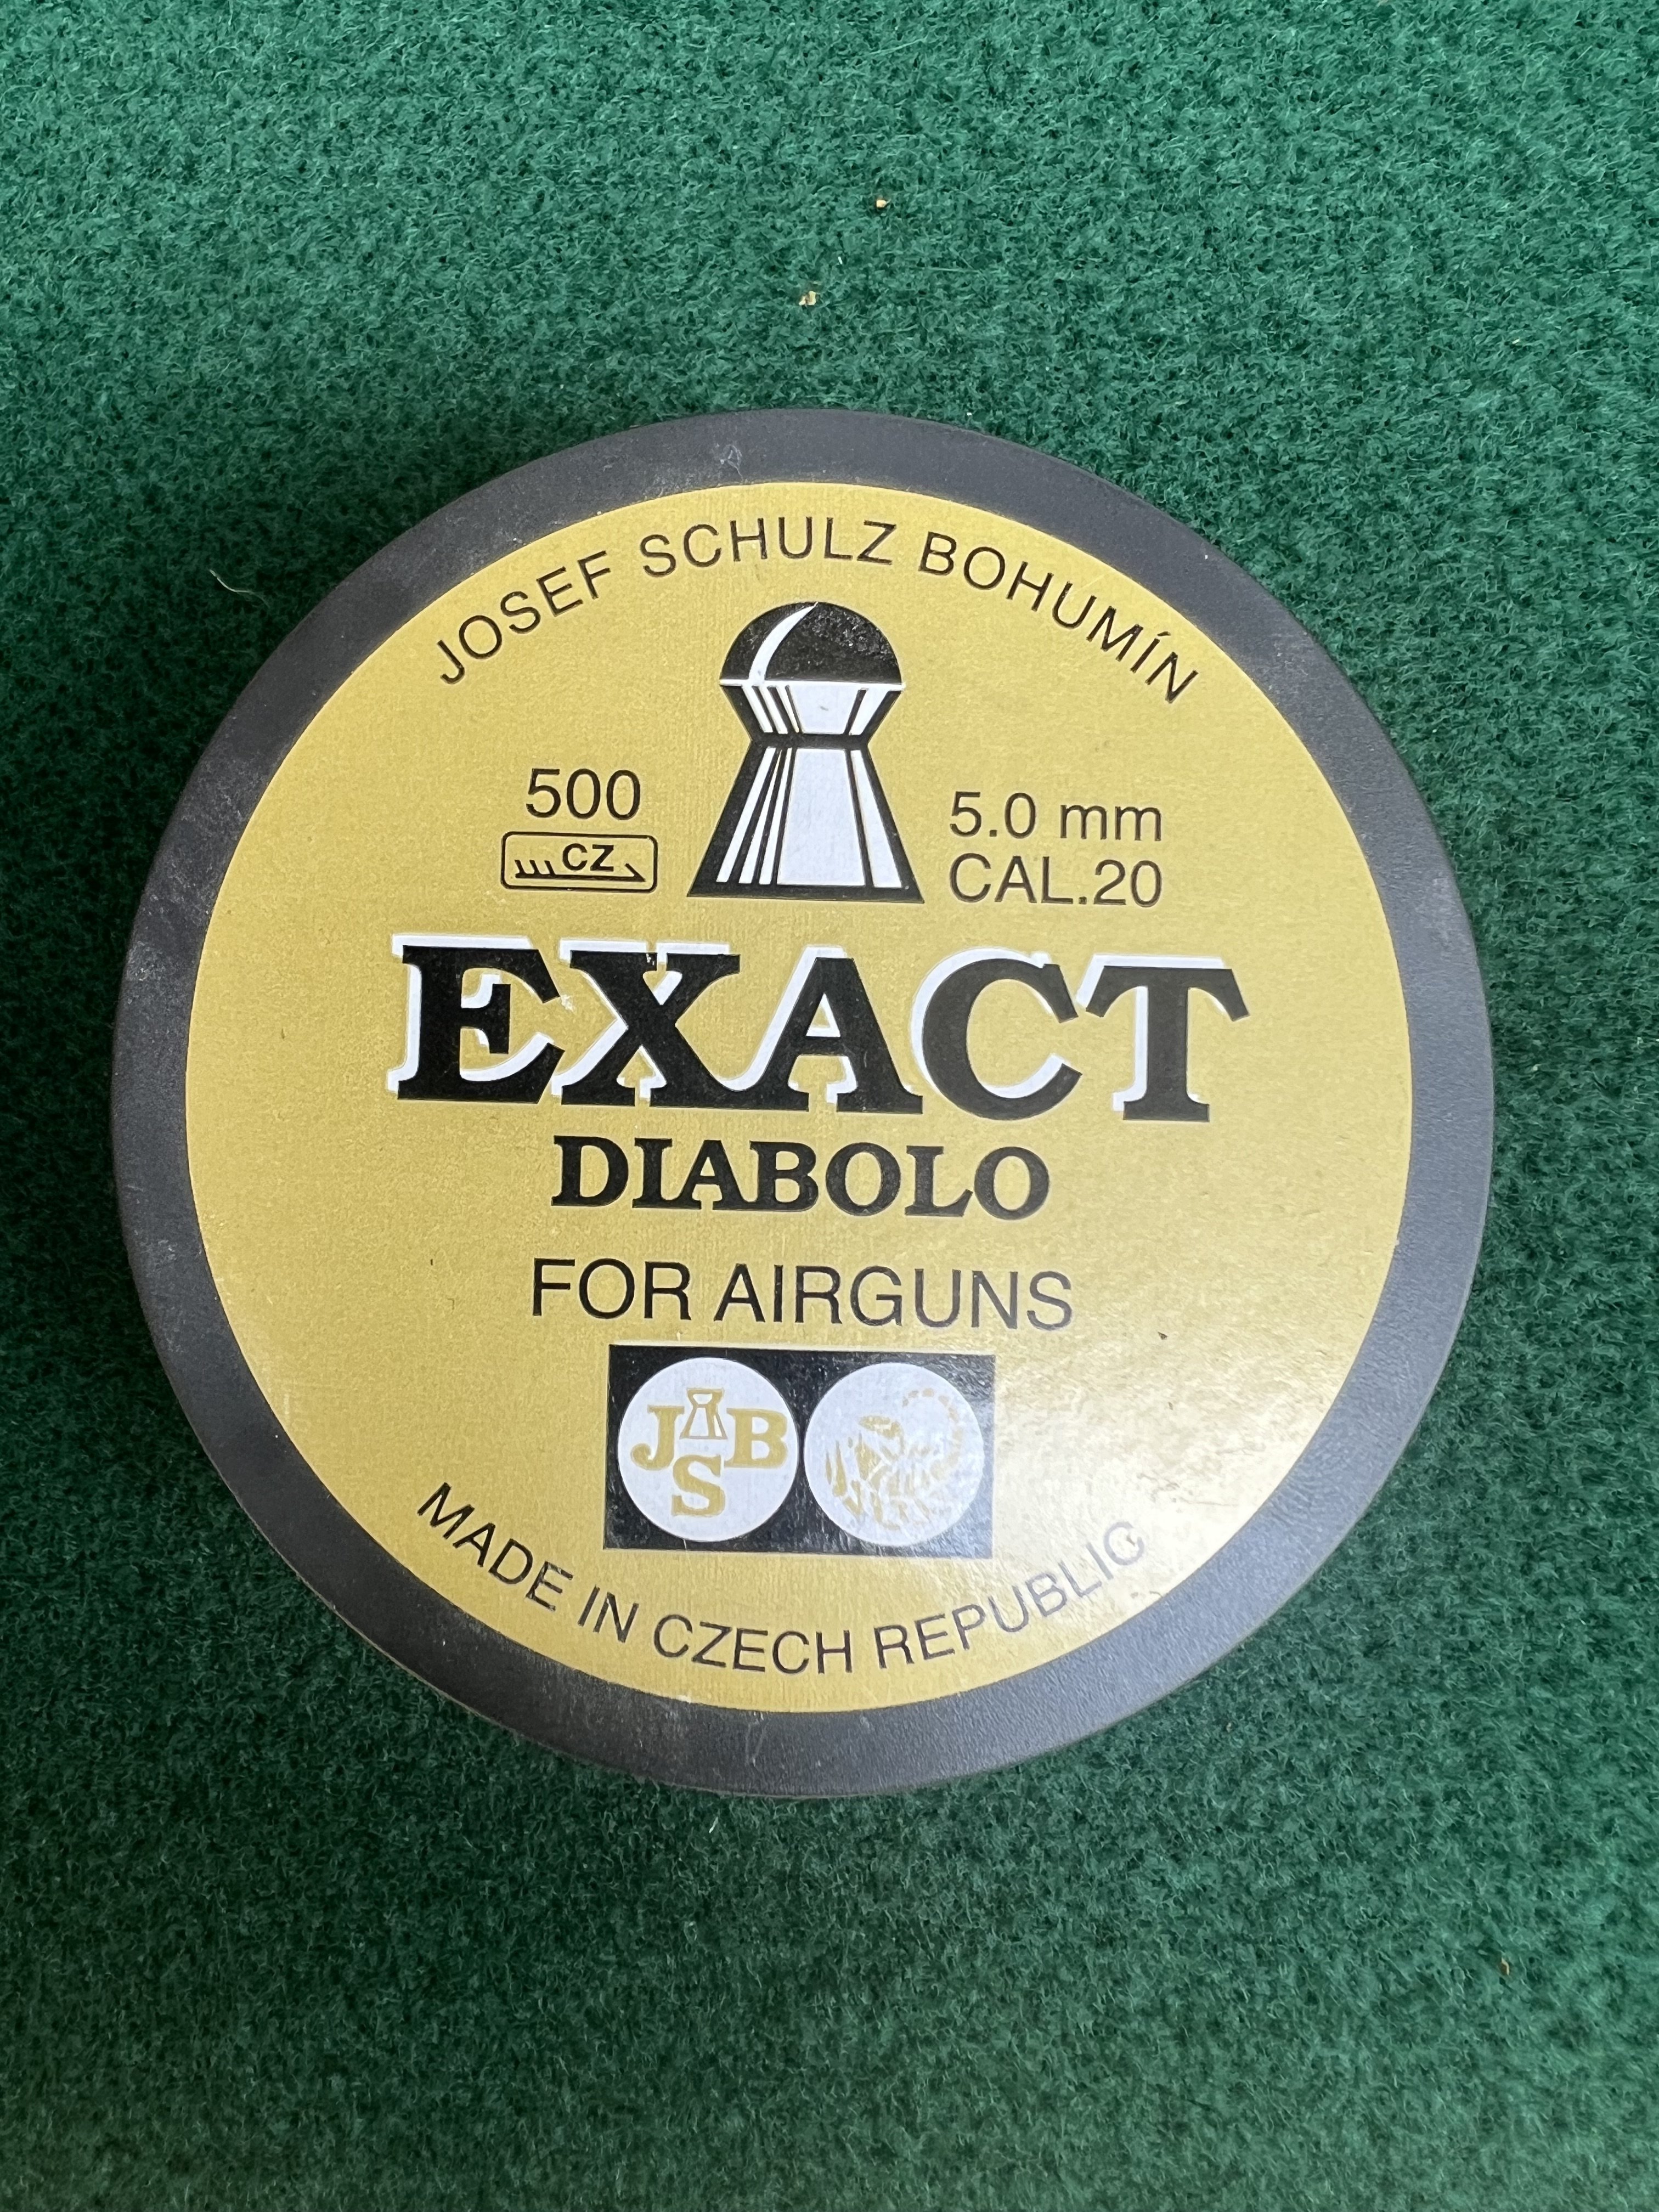 JOSEF SCHULZ BOHUMÍN
500
CZ
5.0 mm
CAL.20
EXACT
DIABOLO
FOR AIRGUNS
JSB
MADE IN CZECH REPUBLIC